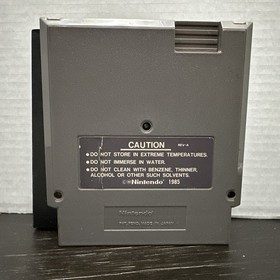 CAUTION
REV-A
• DO NOT STORE IN EXTREME TEMPERATURES.
• DO NOT IMMERSE IN WATER.
• DO NOT CLEAN WITH BENZENE, THINNER,
ALCOHOL OR OTHER SUCH SOLVENTS.
©Nintendo 1985
Nintendo